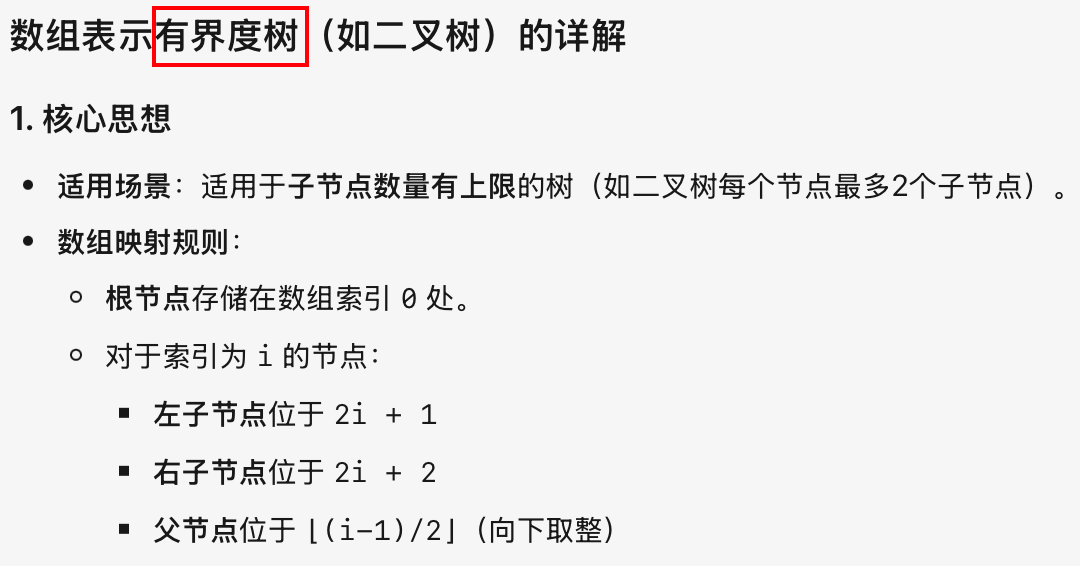 数组表示有界度树（如二叉树）的详解
1. 核心思想
• 适用场景：适用于子节点数量有上限的树（如二叉树每个节点最多2个子节点）。
• 数组映射规则：
○ 根节点存储在数组索引 0 处。
○ 对于索引为 i 的节点：
▪ 左子节点位于 2i + 1
▪ 右子节点位于 2i + 2
▪ 父节点位于 ⌊(i-1)/2⌋（向下取整）